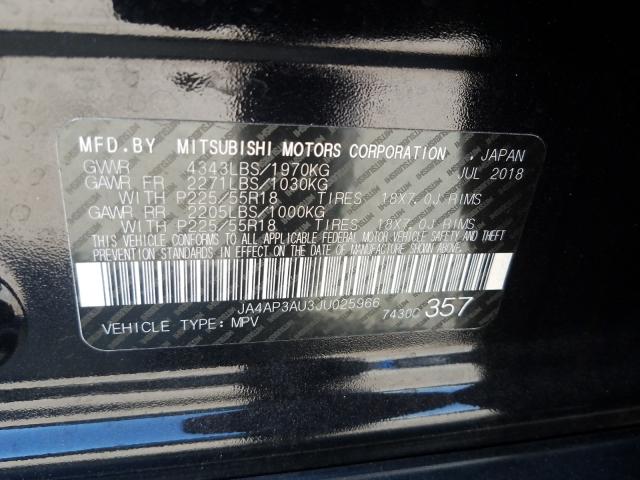 MFD.BY MITSUBISHI MOTORS CORPORATION , JAPAN
GVWR 4343LBS/1970KG JUL 2018
GAWR FR 2271LBS/1030KG
WITH P225/55R18 TIRES 18X7.0J RIMS
GAWR RR 2205LBS/1000KG
WITH P225/55R18 TIRES 18X7.0J RIMS
THIS VEHICLE CONFORMS TO ALL APPLICABLE FEDERAL MOTOR VEHICLE SAFETY AND THEFT
PREVENTION STANDARDS IN EFFECT ON THE DATE OF MANUFACTURE SHOWN ABOVE.
JA4AP3AU3JU025966
VEHICLE TYPE:MPV 7430C 357